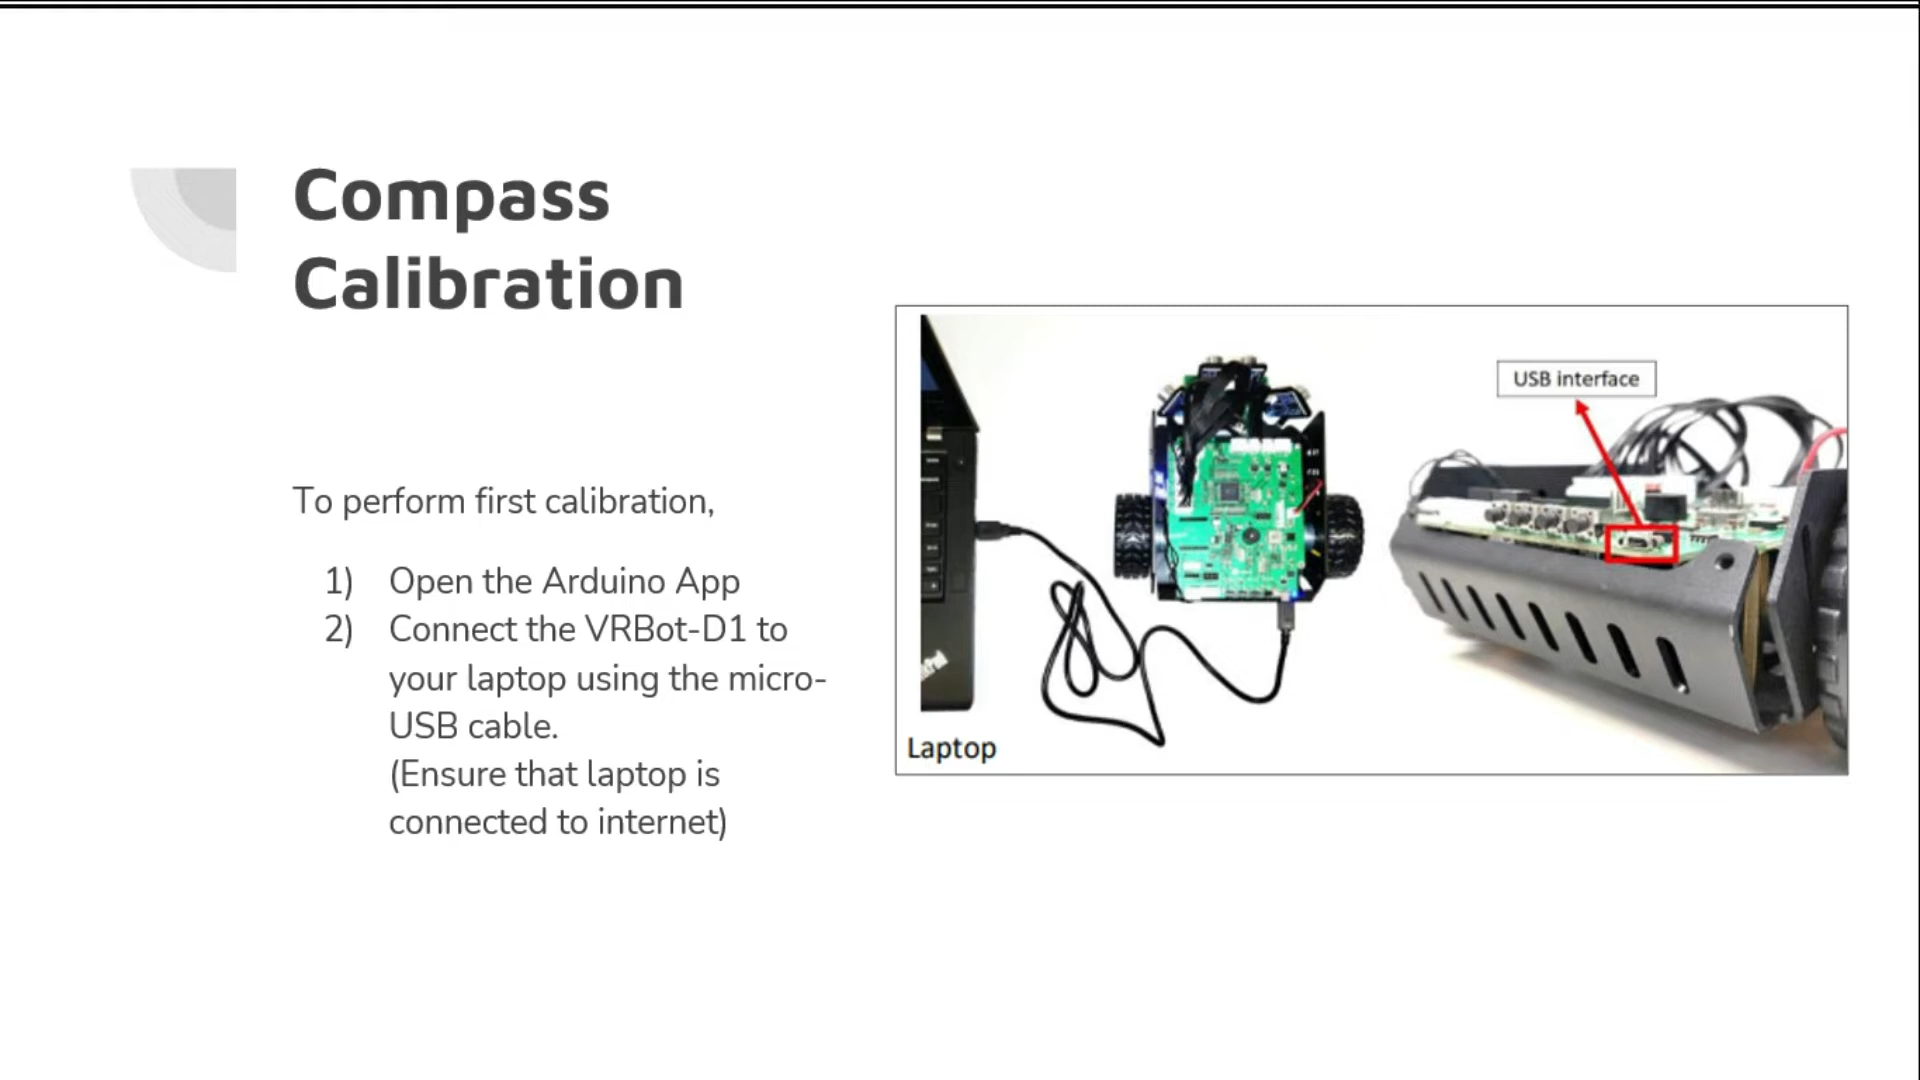 Compass
Calibration
To perform first calibration,
1) Open the Arduino App
2) Connect the VRBot-D1 to
your laptop using the micro-
USB cable.
(Ensure that laptop is
connected to internet)
USB interface
Laptop